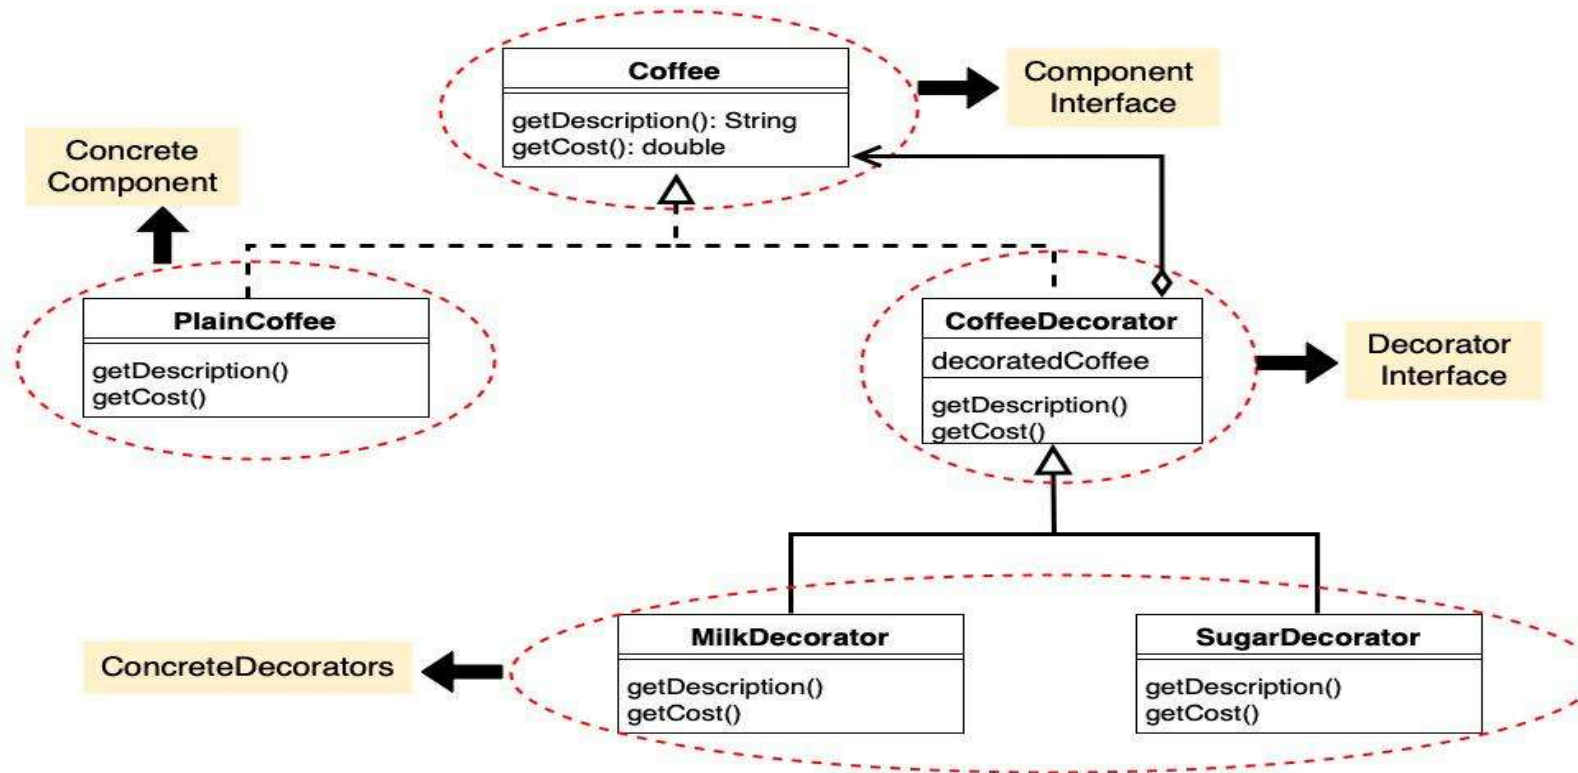 Coffee
getDescription(): String
getCost(): double
Component
Interface
Concrete
Component
PlainCoffee
getDescription()
getCost()
CoffeeDecorator
decoratedCoffee
getDescription()
getCost()
Decorator
Interface
ConcreteDecorators
MilkDecorator
getDescription()
getCost()
SugarDecorator
getDescription()
getCost()